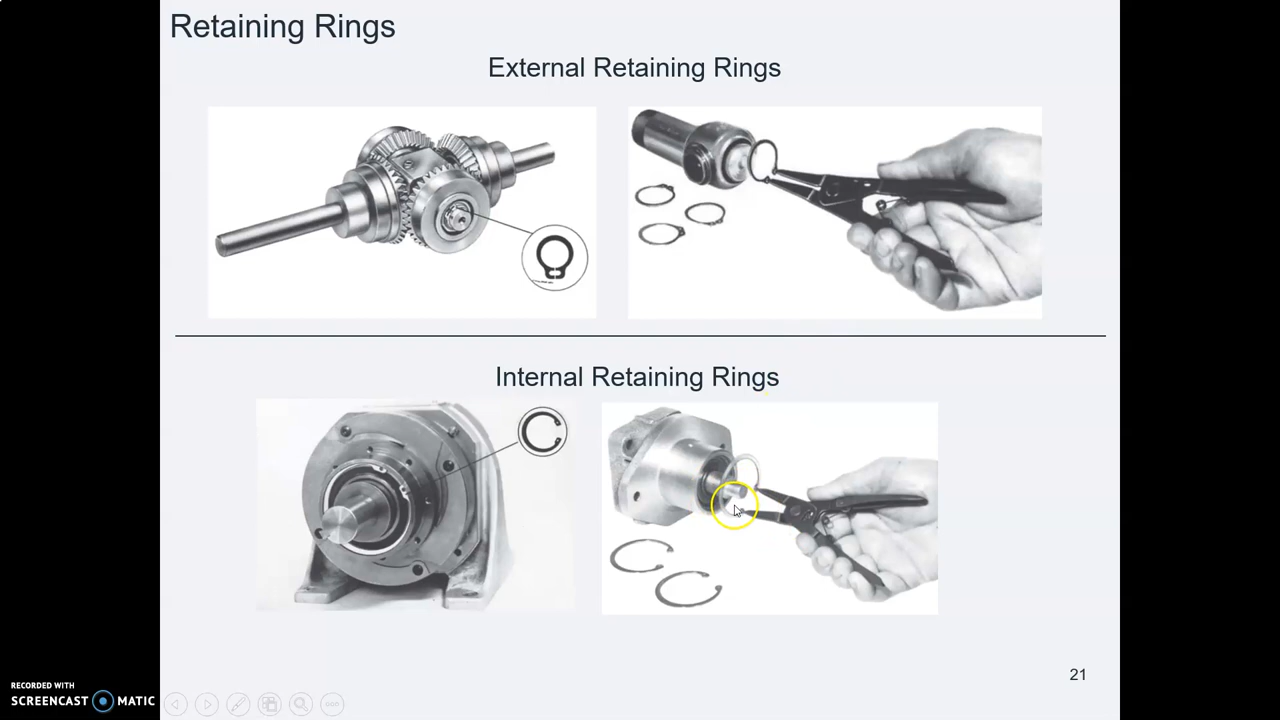 Retaining Rings
External Retaining Rings
Internal Retaining Rings
21
RECORDED WITH
SCREENCAST MATIC